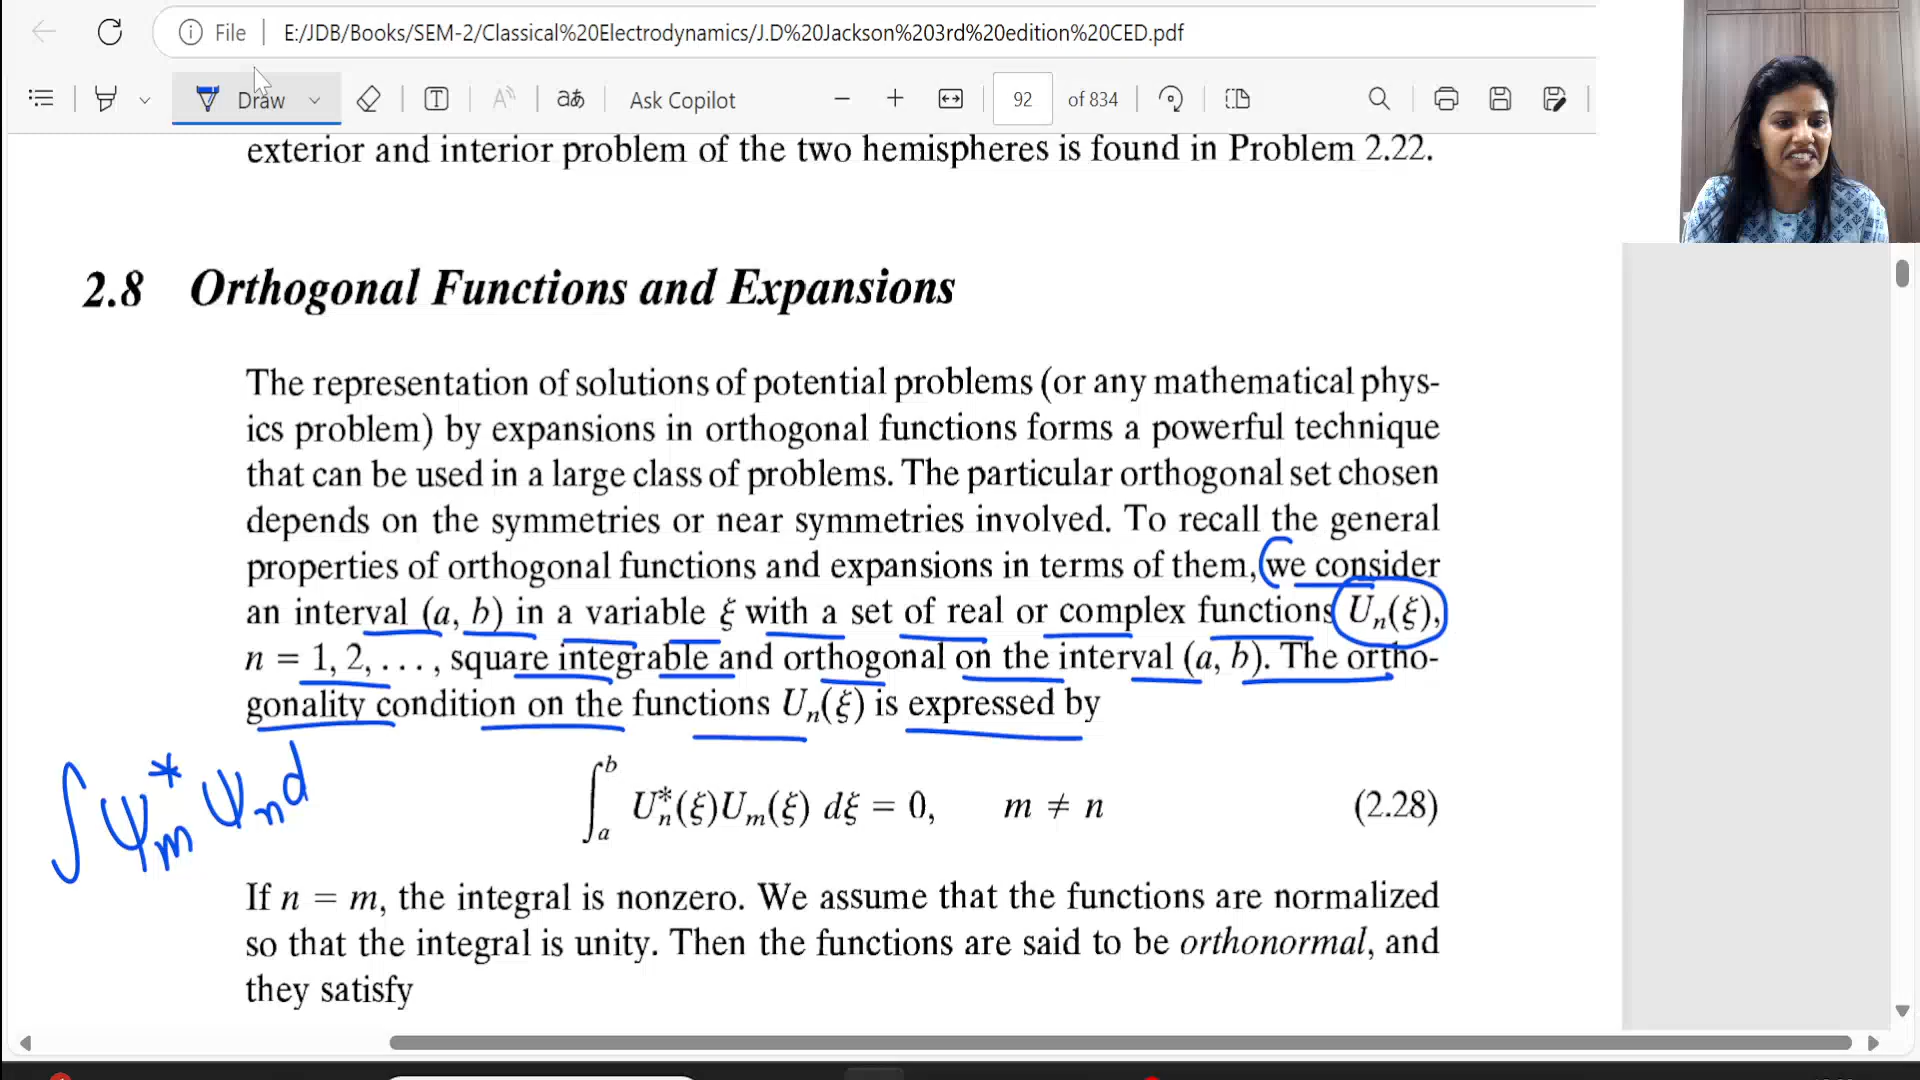 File E:/JDB/Books/SEM-2/Classical%20Electrodynamics/J.D%20Jackson%203rd%20edition%20CED.pdf
Draw Ask Copilot 92 of 834
exterior and interior problem of the two hemispheres is found in Problem 2.22.
2.8 Orthogonal Functions and Expansions
The representation of solutions of potential problems (or any mathematical phys-
ics problem) by expansions in orthogonal functions forms a powerful technique
that can be used in a large class of problems. The particular orthogonal set chosen
depends on the symmetries or near symmetries involved. To recall the general
properties of orthogonal functions and expansions in terms of them, we consider
an interval (a, b) in a variable ξ with a set of real or complex functions Uₙ(ξ),
n = 1, 2, . . . , square integrable and orthogonal on the interval (a, b). The ortho-
gonality condition on the functions Uₙ(ξ) is expressed by
∫ψₘ* ψₙ d
∫ₐᵇ Uₙ*(ξ)Uₘ(ξ) dξ = 0, m ≠ n (2.28)
If n = m, the integral is nonzero. We assume that the functions are normalized
so that the integral is unity. Then the functions are said to be orthonormal, and
they satisfy